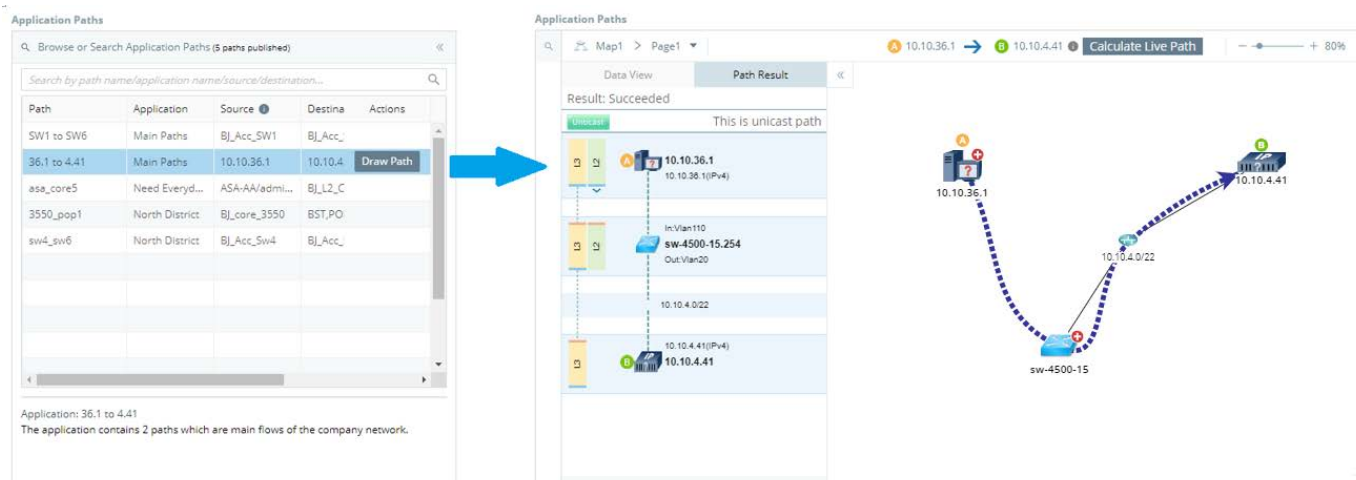 Application Paths
Browse or Search Application Paths (5 paths published)
Search by path name/application name/source/destination...
Path Application Source Destina Actions
SW1 to SW6 Main Paths BJ_Acc_SW1 BJ_Acc_
36.1 to 4.41 Main Paths 10.10.36.1 10.10.4 Draw Path
asa_core5 Need Everyd... ASA-AA/admi... BJ_L2_C
3550_pop1 North District BJ_core_3550 BST,PO
sw4_sw6 North District BJ_Acc_Sw4 BJ_Acc_
Application: 36.1 to 4.41
The application contains 2 paths which are main flows of the company network.
Application Paths
Map1 > Page1
A 10.10.36.1 B 10.10.4.41 Calculate Live Path 80%
Data View Path Result
Result: Succeeded
Unicast This is unicast path
L3 L2 A 10.10.36.1
10.10.36.1(IPv4)
In:Vlan110
L3 L2 sw-4500-15.254
Out:Vlan20
10.10.4.0/22
10.10.4.41(IPv4)
L3 B IP 10.10.4.41
A
10.10.36.1
B
IP
10.10.4.41
10.10.4.0/22
sw-4500-15